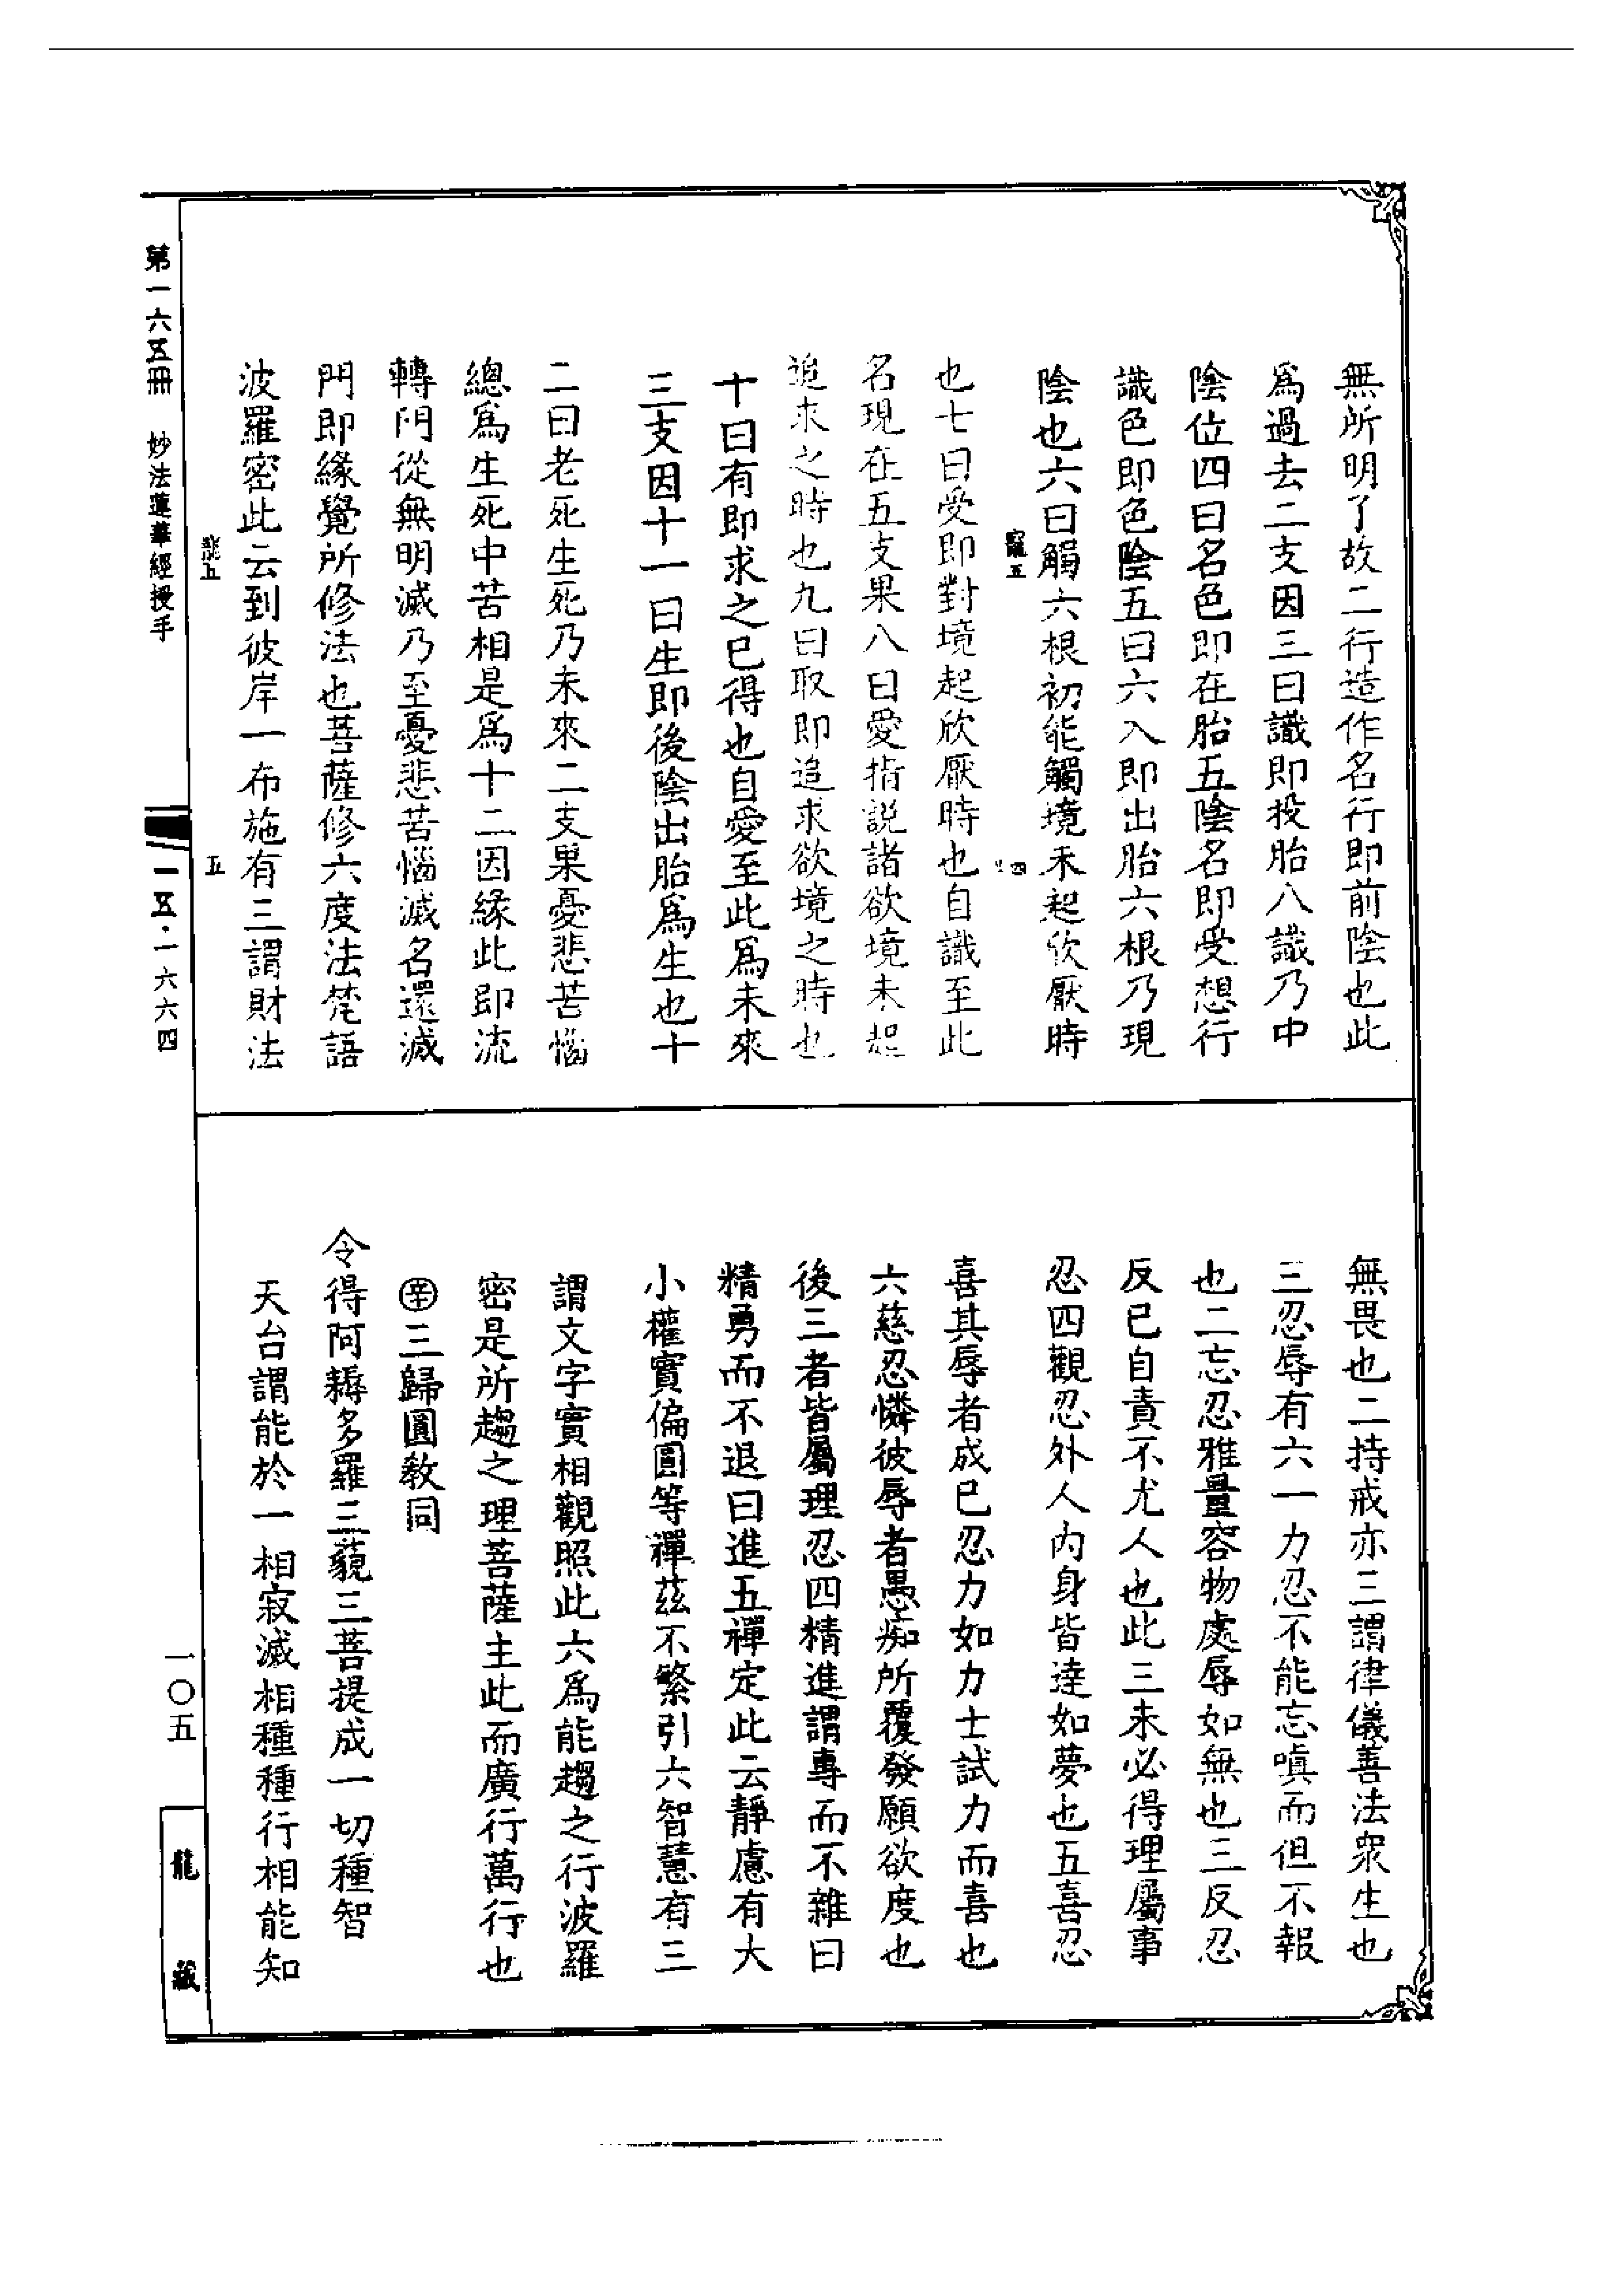 無所明了故二行造作名行即前陰也此
為過去二支因三曰識即投胎八識乃中
陰位四曰名色即在胎五陰名即受想行
識色即色陰五曰六入即出胎六根乃現
陰也六曰觸六根初能觸境未起欣厭時
也七曰受即對境起欣厭時也自識至此
名現在五支果八曰愛指説諸欲境未起
追求之時也九曰取即追求欲境之時也
十曰有即求之已得也自愛至此為未來
三支因十一曰生即後陰出胎為生也十
二曰老死生死乃未來二支果憂悲苦惱
總為生死中苦相是為十二因緣此即流
轉門從無明滅乃至憂悲苦惱滅名還滅
門即緣覺所修法也菩薩修六度法梵語
波羅密此云到彼岸一布施有三謂財法
無畏也二持戒亦三謂律儀善法衆生也
三忍辱有六一力忍不能忘嗔而但不報
也二忘忍雅量容物處辱如無也三反忍
反已自責不尤人也此三未必得理屬事
忍四觀忍外人内身皆達如夢也五喜忍
喜其辱者成已忍力如力士試力而喜也
六慈忍憐彼辱者愚痴所覆發願欲度也
後三者皆屬理忍四精進謂專而不雜曰
精勇而不退曰進五禪定此云靜慮有大
小權實偏圓等禪茲不繁引六智慧有三
謂文字實相觀照此六為能趨之行波羅
密是所趨之理菩薩主此而廣行萬行也
㊛三歸圓教同
令得阿耨多羅三藐三菩提成一切種智
天台謂能於一相寂滅相種種行相能知
第一六五冊 妙法蓮華經授手
龍五
五
一五·一六六四
一〇五
龍藏